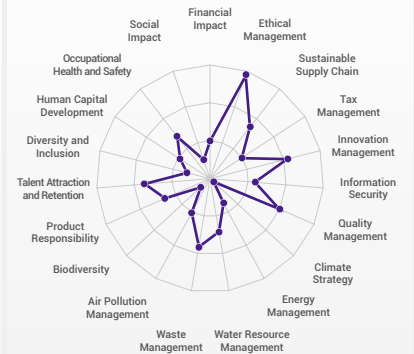 Financial
Impact
Ethical
Management
Sustainable
Supply Chain
Tax
Management
Innovation
Management
Information
Security
Quality
Management
Climate
Strategy
Energy
Management
Water Resource
Management
Waste
Management
Air Pollution
Management
Biodiversity
Product
Responsibility
Talent Attraction
and Retention
Diversity and
Inclusion
Human Capital
Development
Occupational
Health and Safety
Social
Impact